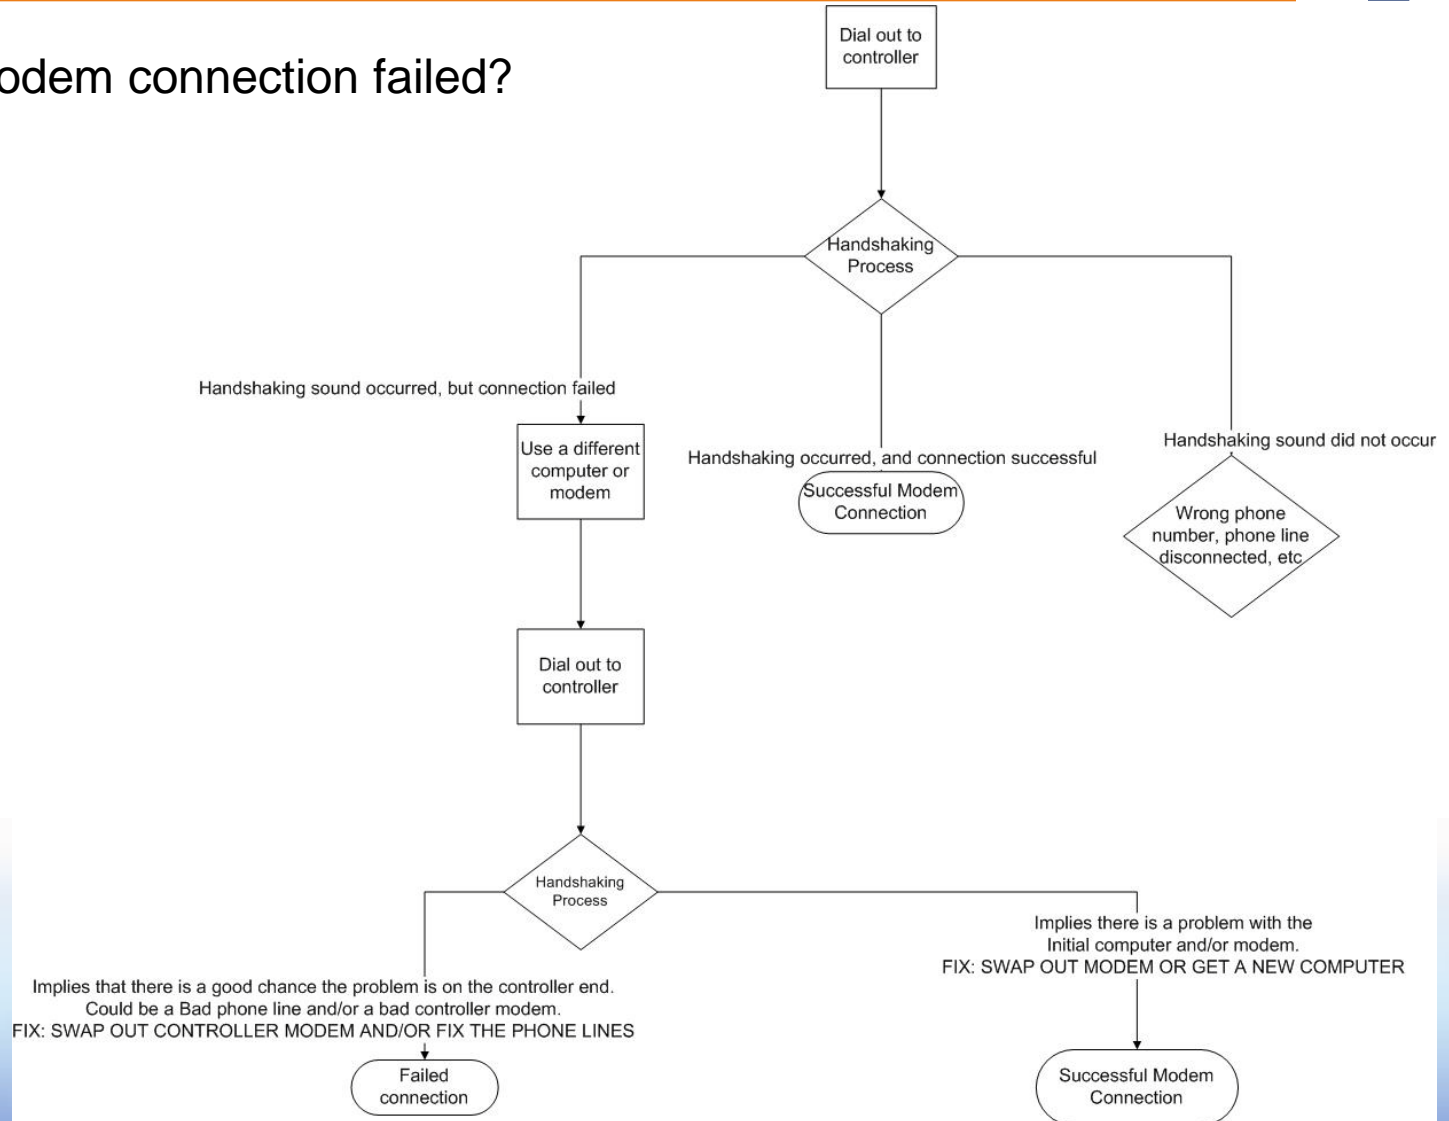 Dial out to
controller
odem connection failed?
Handshaking
Process
Handshaking sound occurred, but connection failed
Use a different
computer or
modem
Handshaking occurred, and connection successful
Successful Modem
Connection
Handshaking sound did not occur
Wrong phone
number, phone line
disconnected, etc
Dial out to
controller
Handshaking
Process
Implies there is a problem with the
Initial computer and/or modem.
FIX: SWAP OUT MODEM OR GET A NEW COMPUTER
Implies that there is a good chance the problem is on the controller end.
Could be a Bad phone line and/or a bad controller modem.
FIX: SWAP OUT CONTROLLER MODEM AND/OR FIX THE PHONE LINES
Failed
connection
Successful Modem
Connection